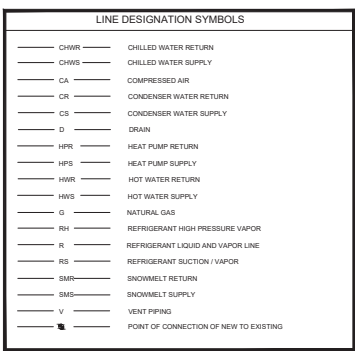 LINE DESIGNATION SYMBOLS
CHWR CHILLED WATER RETURN
CHWS CHILLED WATER SUPPLY
CA COMPRESSED AIR
CR CONDENSER WATER RETURN
CS CONDENSER WATER SUPPLY
D DRAIN
HPR HEAT PUMP RETURN
HPS HEAT PUMP SUPPLY
HWR HOT WATER RETURN
HWS HOT WATER SUPPLY
G NATURAL GAS
RH REFRIGERANT HIGH PRESSURE VAPOR
R REFRIGERANT LIQUID AND VAPOR LINE
RS REFRIGERANT SUCTION / VAPOR
SMR SNOWMELT RETURN
SMS SNOWMELT SUPPLY
V VENT PIPING
POINT OF CONNECTION OF NEW TO EXISTING